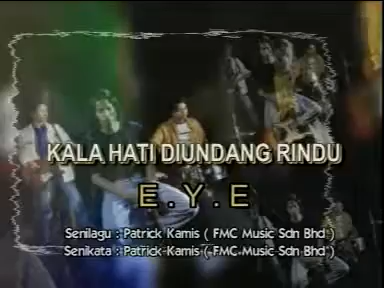 KALA HATI DIUNDANG RINDU
E.Y.E
Senilagu : Patrick Kamis ( FMC Music Sdn Bhd )
Senikata : Patrick Kamis ( FMC Music Sdn Bhd )